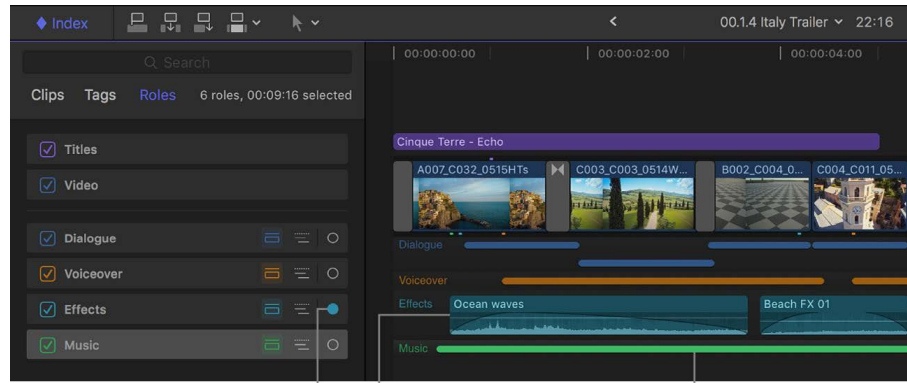 Index
00.1.4 Italy Trailer 22:16
Search
Clips Tags Roles 6 roles, 00:09:16 selected
Titles
Video
Dialogue
Voiceover
Effects
Music
00:00:00:00 00:00:02:00 00:00:04:00
Cinque Terre - Echo
A007_C032_0515HTs C003_C003_0514W... B002_C004_0... C004_C011_05...
Dialogue
Voiceover
Effects Ocean waves Beach FX 01
Music